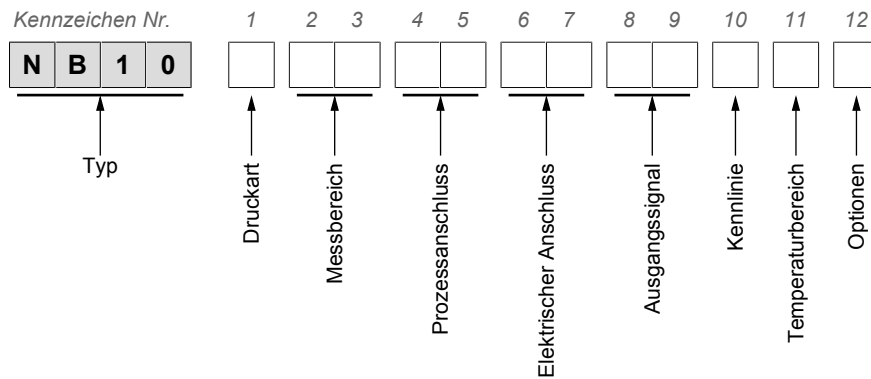 Kennzeichen Nr. 1 2 3 4 5 6 7 8 9 10 11 12
N B 1 0
Typ
Druckart
Messbereich
Prozessanschluss
Elektrischer Anschluss
Ausgangssignal
Kennlinie
Temperaturbereich
Optionen